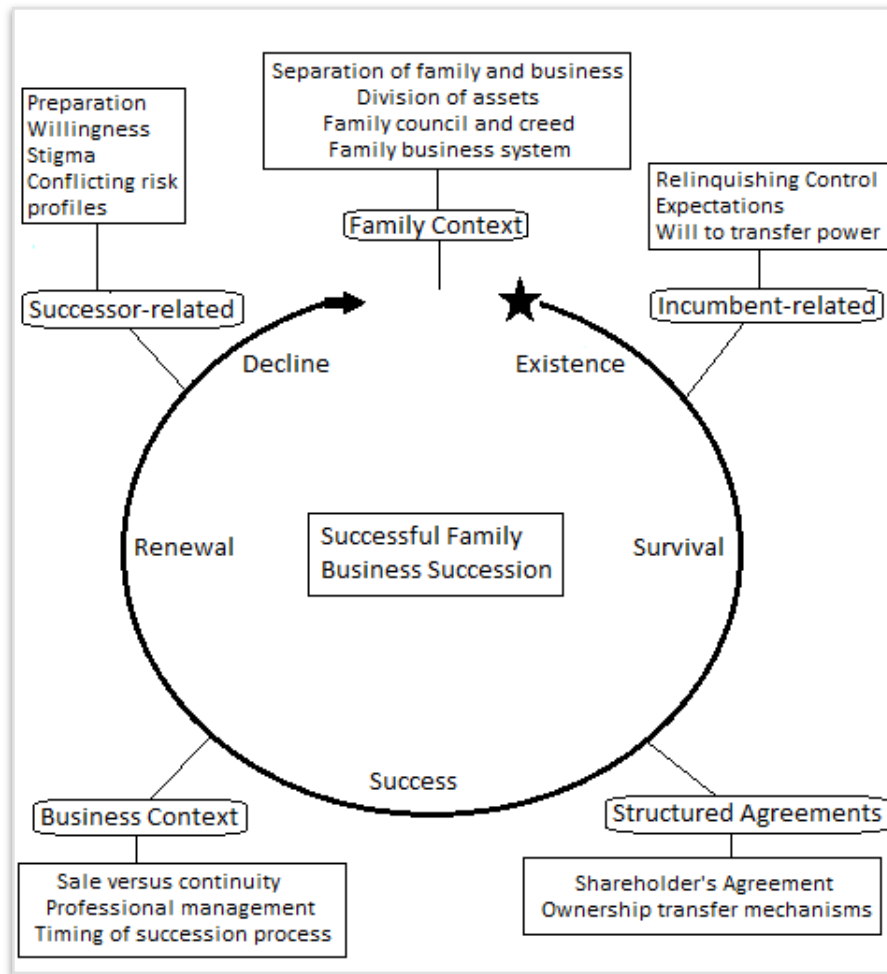 Separation of family and business
Division of assets
Family council and creed
Family business system
Family Context
Preparation
Willingness
Stigma
Conflicting risk
profiles
Successor-related
Relinquishing Control
Expectations
Will to transfer power
Incumbent-related
Decline
Existence
Renewal
Successful Family
Business Succession
Survival
Success
Business Context
Sale versus continuity
Professional management
Timing of succession process
Structured Agreements
Shareholder's Agreement
Ownership transfer mechanisms